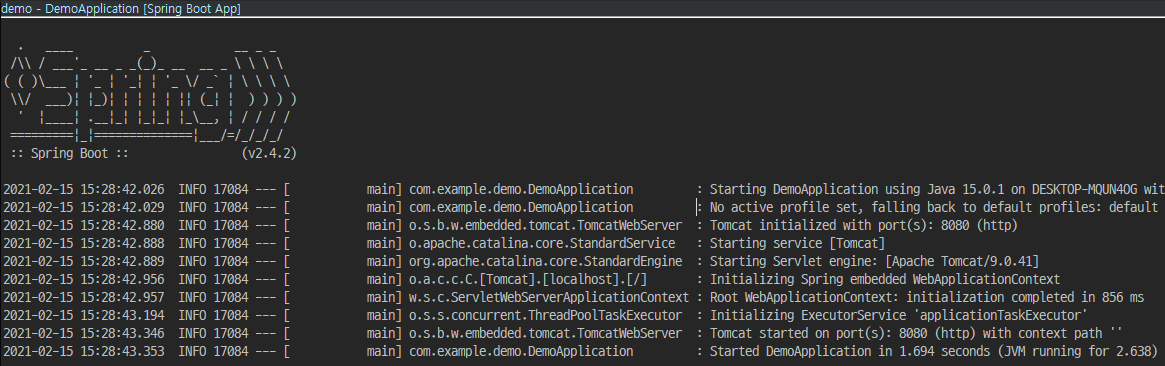 demo - DemoApplication [Spring Boot App]
  .   ____          _            __ _ _
 /\\ / ___'_ __ _ _(_)_ __  __ _ \ \ \ \
( ( )\___ | '_ | '_| | '_ \/ _` | \ \ \ \
 \\/  ___)| |_)| | | | | || (_| |  ) ) ) )
  '  |____| .__|_| |_|_| |_\__, | / / / /
 =========|_|==============|___/=/_/_/_/
 :: Spring Boot ::                (v2.4.2)
2021-02-15 15:28:42.026  INFO 17084 --- [           main] com.example.demo.DemoApplication         : Starting DemoApplication using Java 15.0.1 on DESKTOP-MQUN4OG wit
2021-02-15 15:28:42.029  INFO 17084 --- [           main] com.example.demo.DemoApplication         : No active profile set, falling back to default profiles: default
2021-02-15 15:28:42.880  INFO 17084 --- [           main] o.s.b.w.embedded.tomcat.TomcatWebServer  : Tomcat initialized with port(s): 8080 (http)
2021-02-15 15:28:42.888  INFO 17084 --- [           main] o.apache.catalina.core.StandardService   : Starting service [Tomcat]
2021-02-15 15:28:42.889  INFO 17084 --- [           main] org.apache.catalina.core.StandardEngine  : Starting Servlet engine: [Apache Tomcat/9.0.41]
2021-02-15 15:28:42.956  INFO 17084 --- [           main] o.a.c.c.C.[Tomcat].[localhost].[/]       : Initializing Spring embedded WebApplicationContext
2021-02-15 15:28:42.957  INFO 17084 --- [           main] w.s.c.ServletWebServerApplicationContext : Root WebApplicationContext: initialization completed in 856 ms
2021-02-15 15:28:43.194  INFO 17084 --- [           main] o.s.s.concurrent.ThreadPoolTaskExecutor  : Initializing ExecutorService 'applicationTaskExecutor'
2021-02-15 15:28:43.346  INFO 17084 --- [           main] o.s.b.w.embedded.tomcat.TomcatWebServer  : Tomcat started on port(s): 8080 (http) with context path ''
2021-02-15 15:28:43.353  INFO 17084 --- [           main] com.example.demo.DemoApplication         : Started DemoApplication in 1.694 seconds (JVM running for 2.638)